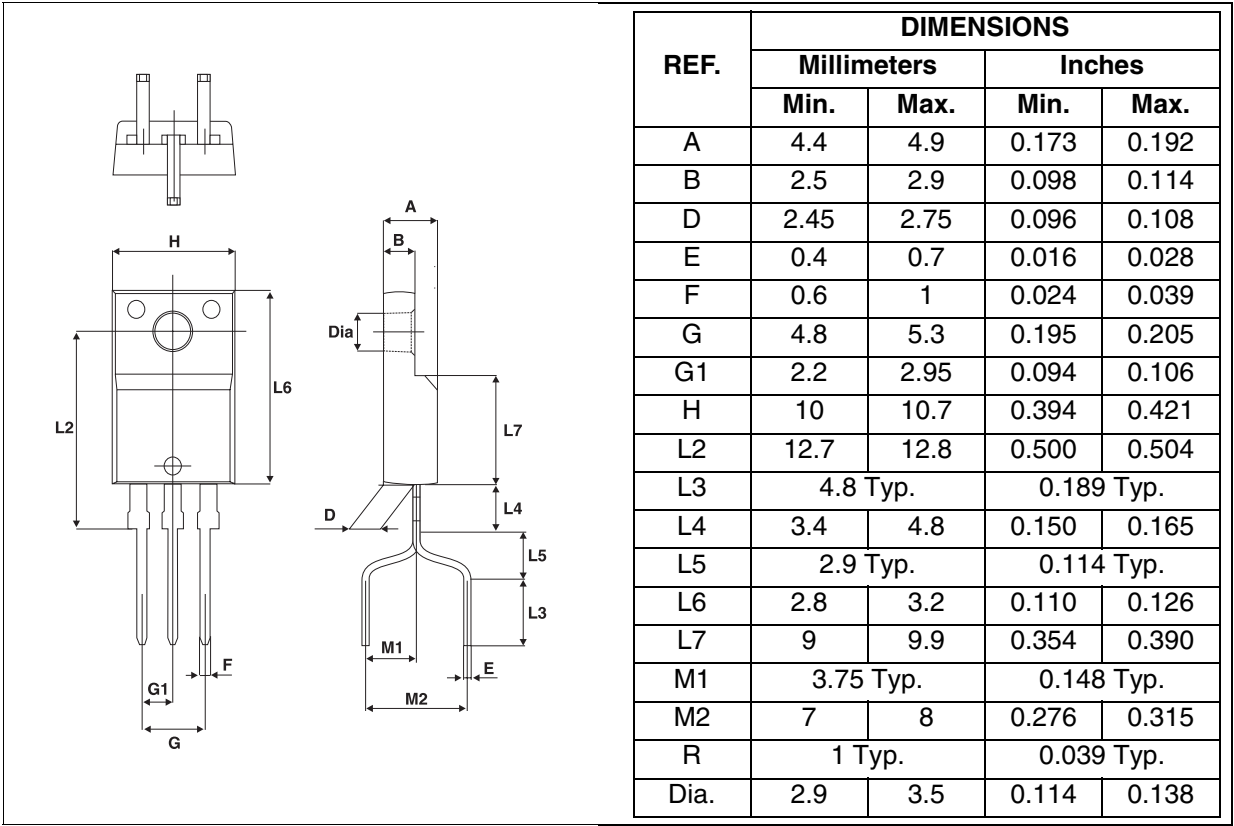 A
B
H
Dia
L6
L2
L7
D
L4
L5
L3
M1
F
E
G1
M2
G
REF. DIMENSIONS
Millimeters Inches
Min. Max. Min. Max.
A 4.4 4.9 0.173 0.192
B 2.5 2.9 0.098 0.114
D 2.45 2.75 0.096 0.108
E 0.4 0.7 0.016 0.028
F 0.6 1 0.024 0.039
G 4.8 5.3 0.195 0.205
G1 2.2 2.95 0.094 0.106
H 10 10.7 0.394 0.421
L2 12.7 12.8 0.500 0.504
L3 4.8 Typ. 0.189 Typ.
L4 3.4 4.8 0.150 0.165
L5 2.9 Typ. 0.114 Typ.
L6 2.8 3.2 0.110 0.126
L7 9 9.9 0.354 0.390
M1 3.75 Typ. 0.148 Typ.
M2 7 8 0.276 0.315
R 1 Typ. 0.039 Typ.
Dia. 2.9 3.5 0.114 0.138